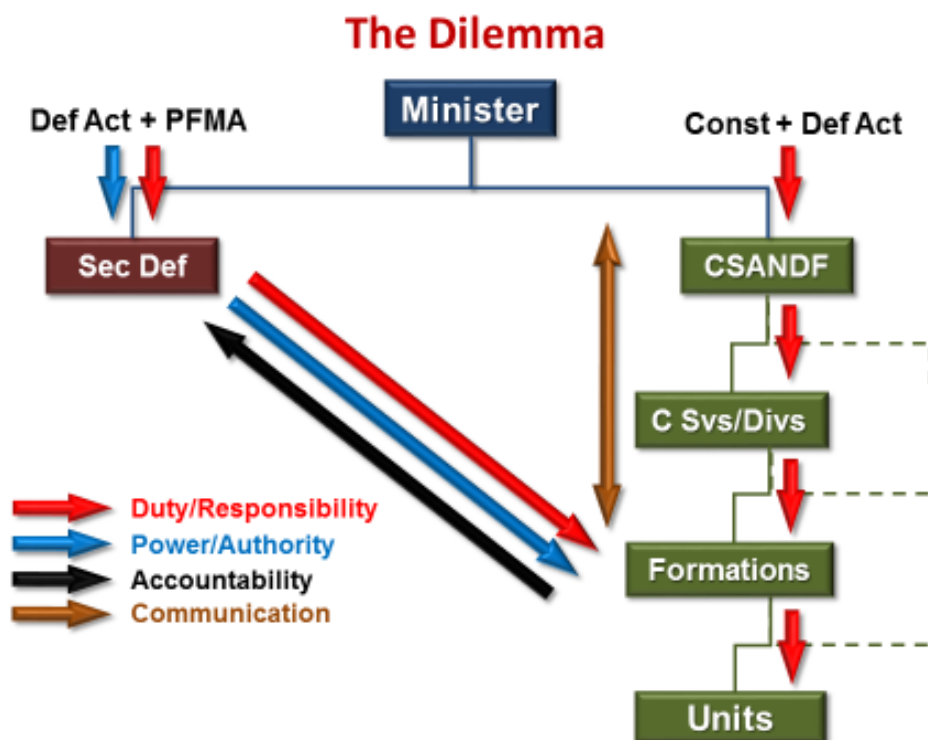 The Dilemma
Minister
Def Act + PFMA
Const + Def Act
Sec Def
CSANDF
C Svs/Divs
Duty/Responsibility
Power/Authority
Accountability
Communication
Formations
Units